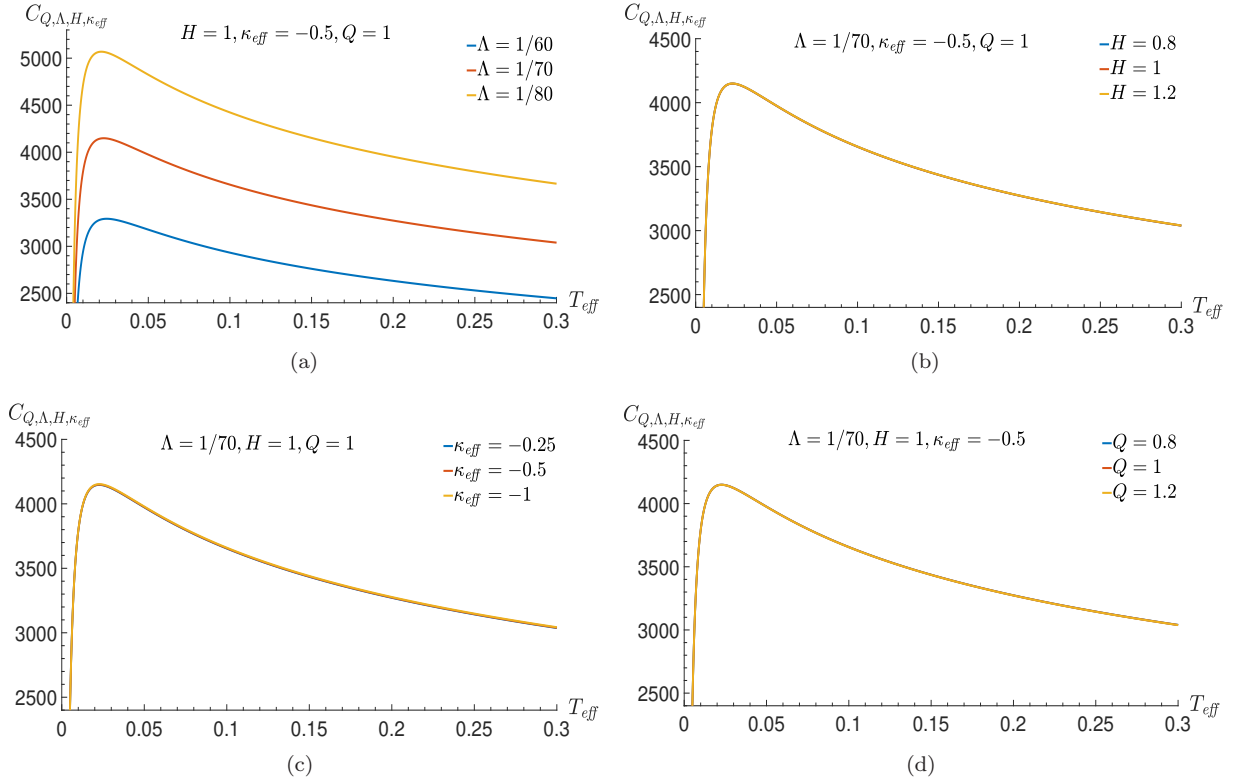 C_{Q,Λ,H,κ_eff}
H = 1, κ_eff = −0.5, Q = 1
Λ = 1/60
Λ = 1/70
Λ = 1/80
5000
4500
4000
3500
3000
2500
0 0.05 0.1 0.15 0.2 0.25 0.3
T_eff
(a)
C_{Q,Λ,H,κ_eff}
Λ = 1/70, κ_eff = −0.5, Q = 1
H = 0.8
H = 1
H = 1.2
4500
4000
3500
3000
2500
0 0.05 0.1 0.15 0.2 0.25 0.3
T_eff
(b)
C_{Q,Λ,H,κ_eff}
Λ = 1/70, H = 1, Q = 1
κ_eff = −0.25
κ_eff = −0.5
κ_eff = −1
4500
4000
3500
3000
2500
0 0.05 0.1 0.15 0.2 0.25 0.3
T_eff
(c)
C_{Q,Λ,H,κ_eff}
Λ = 1/70, H = 1, κ_eff = −0.5
Q = 0.8
Q = 1
Q = 1.2
4500
4000
3500
3000
2500
0 0.05 0.1 0.15 0.2 0.25 0.3
T_eff
(d)